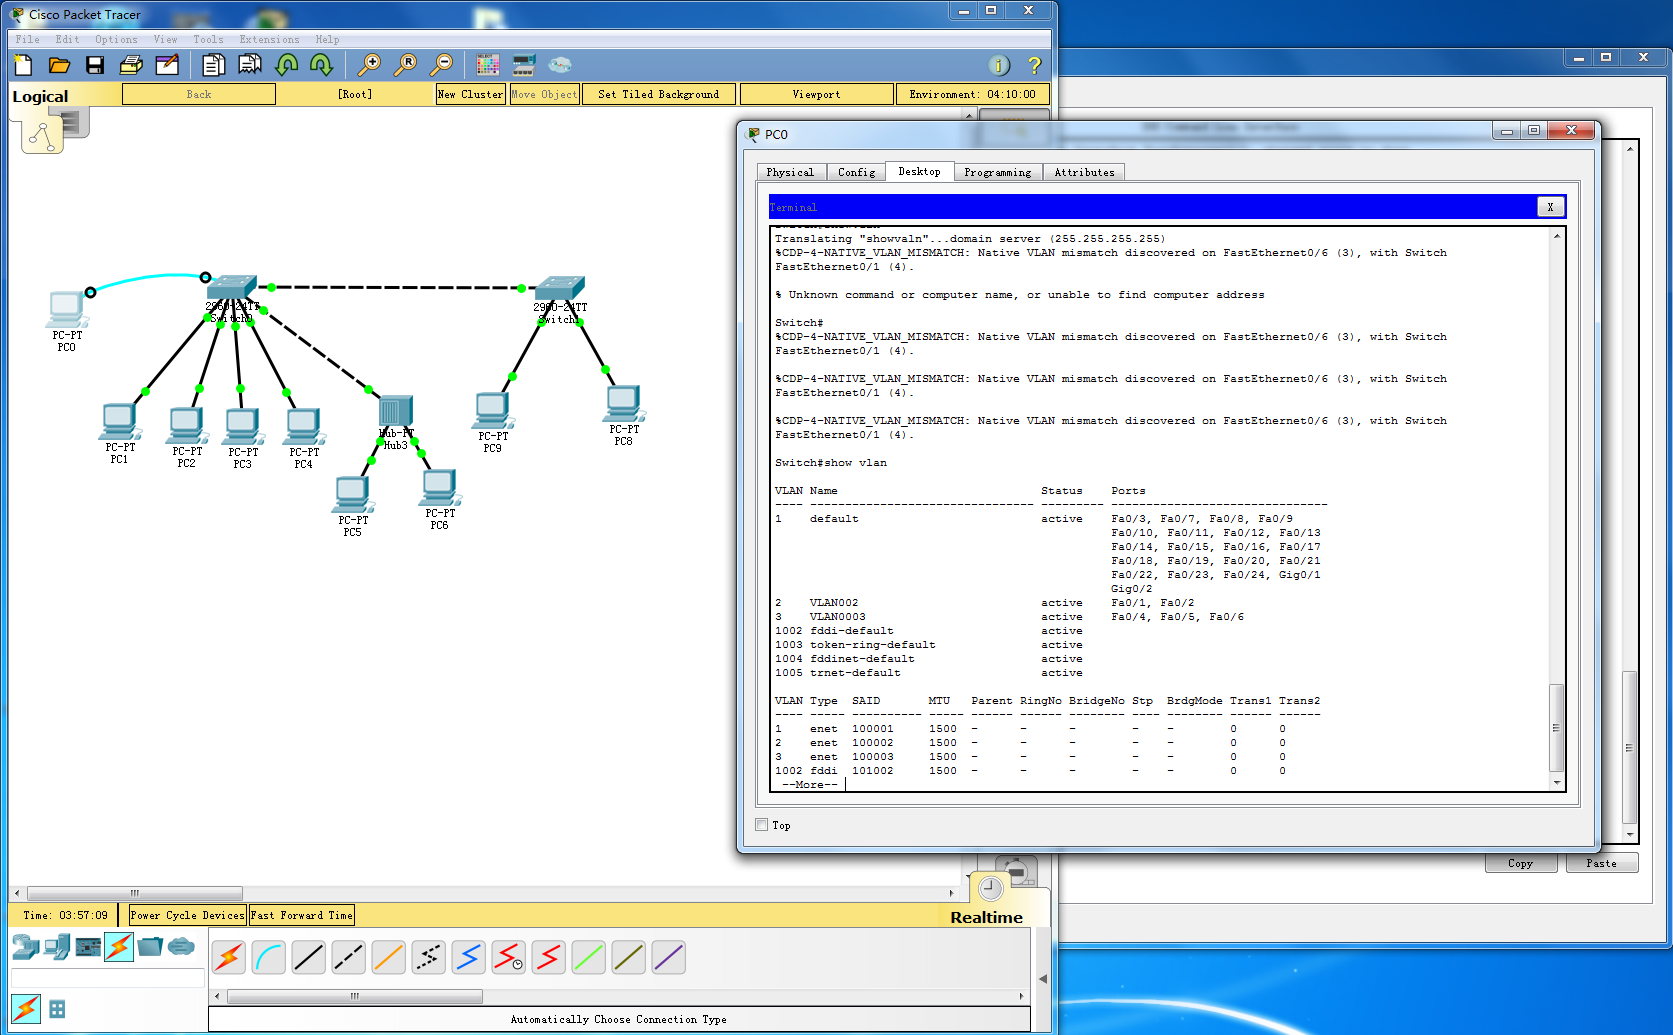 Cisco Packet Tracer
File Edit Options View Tools Extensions Help
Logical
Back
[Root]
New Cluster
Move Object
Set Tiled Background
Viewport
Environment: 04:10:00
PC-PT
PC0
2960-24TT
Switch0
2960-24TT
Switch1
PC-PT
PC1
PC-PT
PC2
PC-PT
PC3
PC-PT
PC4
Hub-PT
Hub3
PC-PT
PC5
PC-PT
PC6
PC-PT
PC9
PC-PT
PC8
PC0
Physical Config Desktop Programming Attributes
Terminal
X
Translating "showvaln"...domain server (255.255.255.255)
%CDP-4-NATIVE_VLAN_MISMATCH: Native VLAN mismatch discovered on FastEthernet0/6 (3), with Switch
FastEthernet0/1 (4).
% Unknown command or computer name, or unable to find computer address
Switch#
%CDP-4-NATIVE_VLAN_MISMATCH: Native VLAN mismatch discovered on FastEthernet0/6 (3), with Switch
FastEthernet0/1 (4).
%CDP-4-NATIVE_VLAN_MISMATCH: Native VLAN mismatch discovered on FastEthernet0/6 (3), with Switch
FastEthernet0/1 (4).
%CDP-4-NATIVE_VLAN_MISMATCH: Native VLAN mismatch discovered on FastEthernet0/6 (3), with Switch
FastEthernet0/1 (4).
Switch#show vlan
VLAN Name Status Ports
---- -------------------------------- --------- -------------------------------
1 default active Fa0/3, Fa0/7, Fa0/8, Fa0/9
Fa0/10, Fa0/11, Fa0/12, Fa0/13
Fa0/14, Fa0/15, Fa0/16, Fa0/17
Fa0/18, Fa0/19, Fa0/20, Fa0/21
Fa0/22, Fa0/23, Fa0/24, Gig0/1
Gig0/2
2 VLAN002 active Fa0/1, Fa0/2
3 VLAN0003 active Fa0/4, Fa0/5, Fa0/6
1002 fddi-default active
1003 token-ring-default active
1004 fddinet-default active
1005 trnet-default active
VLAN Type SAID MTU Parent RingNo BridgeNo Stp BrdgMode Trans1 Trans2
---- ----- ---------- ----- ------ ------ -------- ---- -------- ------ ------
1 enet 100001 1500 - - - - - 0 0
2 enet 100002 1500 - - - - - 0 0
3 enet 100003 1500 - - - - - 0 0
1002 fddi 101002 1500 - - - - - 0 0
--More--
Top
Copy
Paste
Realtime
Time: 03:57:09
Power Cycle Devices
Fast Forward Time
Automatically Choose Connection Type